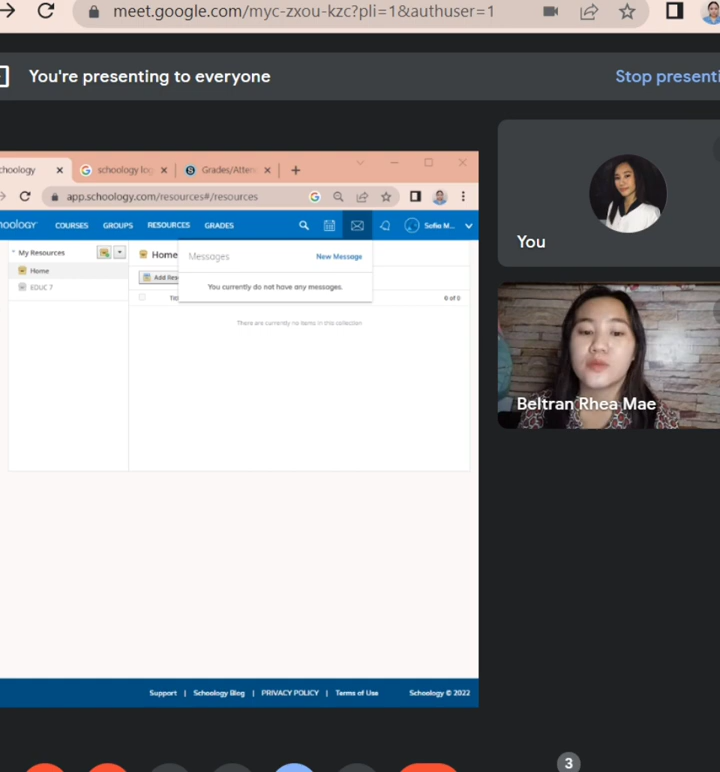 meet.google.com/myc-zxou-kzc?pli=1&authuser=1
You're presenting to everyone
Stop presenti
choology
schoology log
Grades/Atten
app.schoology.com/resources#/resources
hoology
COURSES
GROUPS
RESOURCES
GRADES
Sofia M...
My Resources
Home
EDUC 7
Home
Add Res
Messages
New Message
You currently do not have any messages.
Tit
0 of 0
There are currently no items in this collection
You
Beltran Rhea Mae
Support | Schoology Blog | PRIVACY POLICY | Terms of Use
Schoology © 2022
3